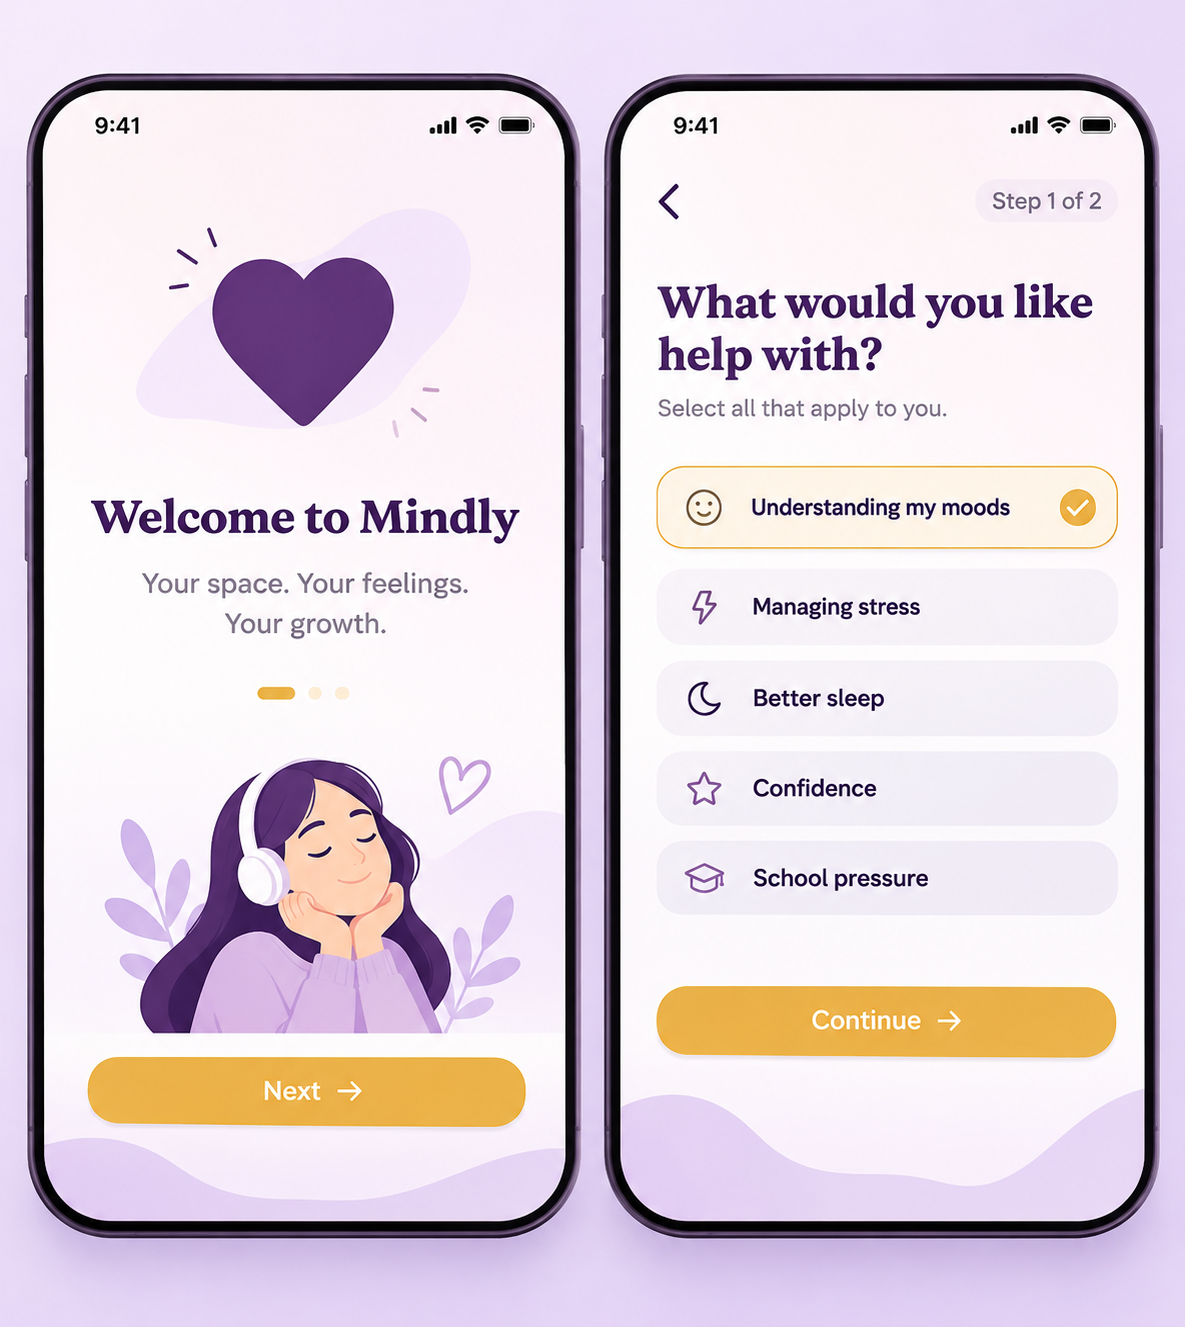 9:41
Welcome to Mindly
Your space. Your feelings.
Your growth.
Next
9:41
Step 1 of 2
What would you like
help with?
Select all that apply to you.
Understanding my moods
Managing stress
Better sleep
Confidence
School pressure
Continue